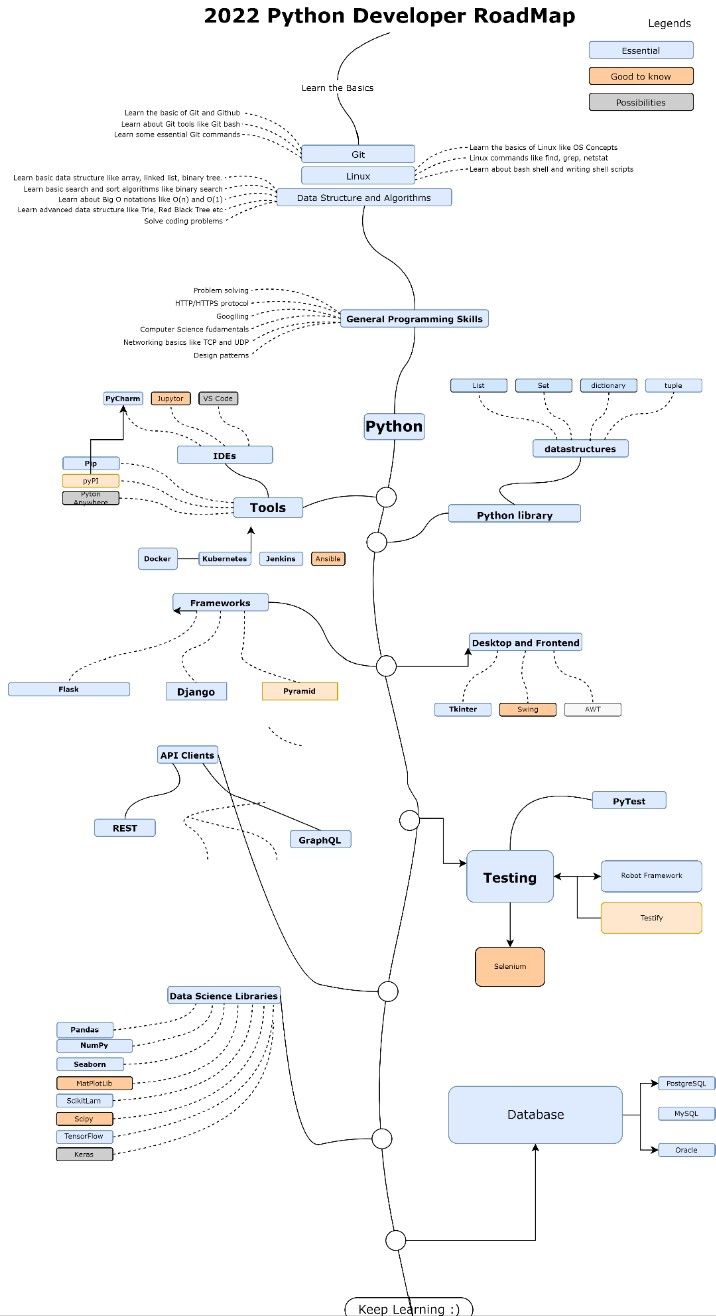 2022 Python Developer RoadMap
Legends
Essential
Good to know
Possibilities
Learn the Basics
Learn the basic of Git and Github
Learn about Git tools like Git bash
Learn some essential Git commands
Git
Linux
Learn the basics of Linux like OS Concepts
Linux commands like find, grep, netstat
Learn about bash shell and writing shell scripts
Data Structure and Algorithms
Learn basic data structure like array, linked list, binary tree.
Learn basic search and sort algorithms like binary search
Learn about Big O notations like O(n) and O(1)
Learn advanced data structure like Trie, Red Black Tree etc
Solve coding problems
Problem solving
HTTP/HTTPS protocol
Googlling
Computer Science fudamentals
Networking basics like TCP and UDP
Design patterns
General Programming Skills
PyCharm
Jupytor
VS Code
List
Set
dictionary
tuple
Python
IDEs
datastructures
Pip
pyPI
Pyton
Anywhere
Tools
Python library
Docker
Kubernetes
Jenkins
Ansible
Frameworks
Desktop and Frontend
Flask
Django
Pyramid
Tkinter
Swing
AWT
API Clients
REST
GraphQL
PyTest
Testing
Robot Framework
Testify
Selenium
Data Science Libraries
Pandas
NumPy
Seaborn
MatPlotLib
ScikitLarn
Scipy
TensorFlow
Keras
Database
PostgreSQL
MySQL
Oracle
Keep Learning :)